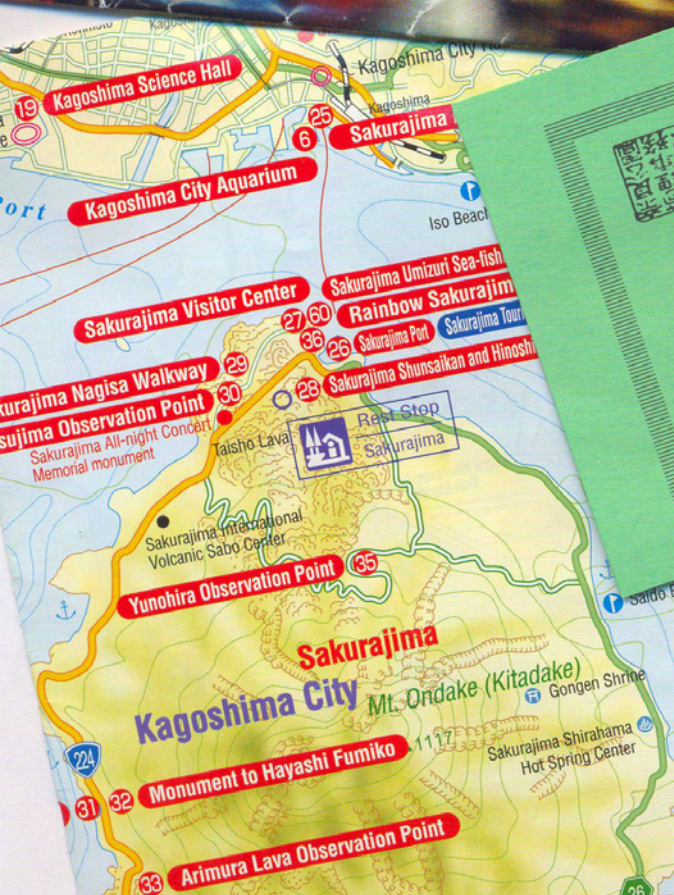 Kagoshima City
Kagoshima Science Hall
19
Kagoshima
25
6
Sakurajima
Kagoshima City Aquarium
Port
Iso Beach
Sakurajima Umizuri Sea-fish
Sakurajima Visitor Center
27/60
Rainbow Sakurajim
36
26
Sakurajima Port
Sakurajima Tour
kurajima Nagisa Walkway
29
28
Sakurajima Shunsaikan and Hinosh
sujima Observation Point
30
Sakurajima All-night Concert
Memorial monument
Taisho Lava
Rest Stop
Sakurajima
Sakurajima International
Volcanic Sabo Center
Yunohira Observation Point
35
Saido
Sakurajima
Kagoshima City
Mt. Ondake (Kitadake)
1117
Gongen Shrine
Sakurajima Shirahama
Hot Spring Center
224
31
32
Monument to Hayashi Fumiko
33
Arimura Lava Observation Point
26